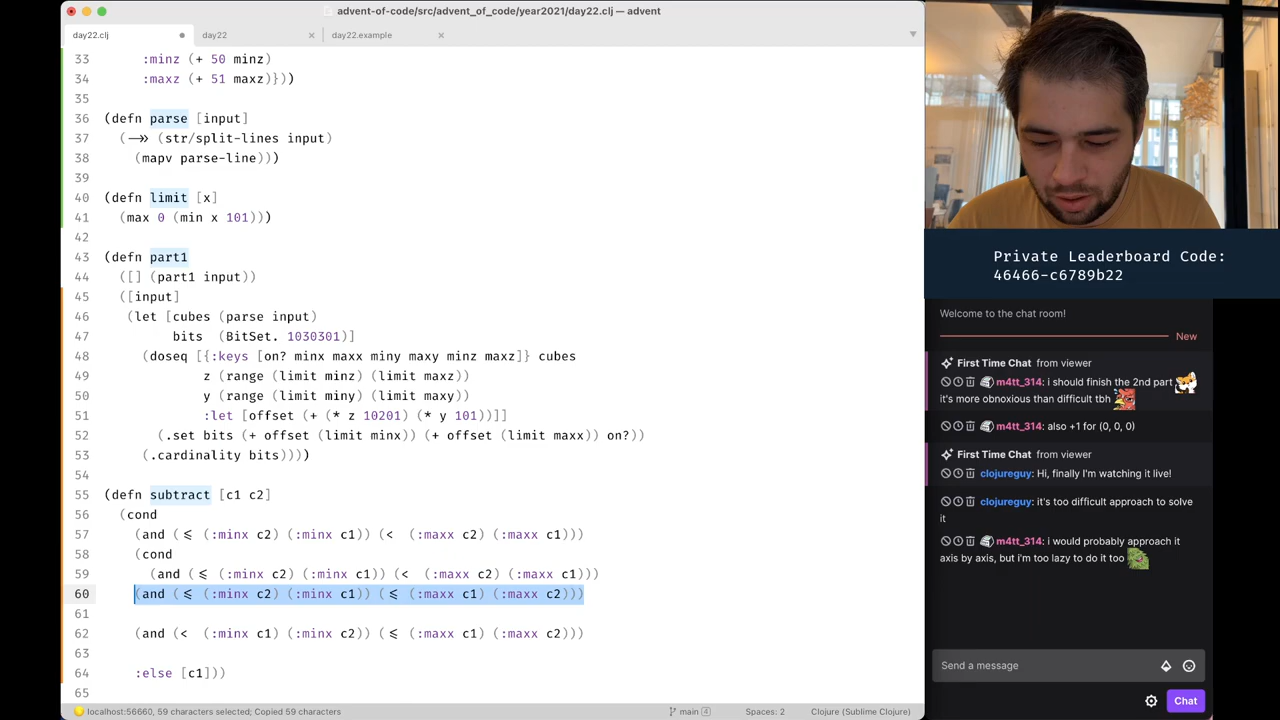 advent-of-code/src/advent_of_code/year2021/day22.clj — advent
day22.clj
day22
day22.example
33 :minz (+ 50 minz)
34 :maxz (+ 51 maxz)}))
35
36 (defn parse [input]
37 (->> (str/split-lines input)
38 (mapv parse-line)))
39
40 (defn limit [x]
41 (max 0 (min x 101)))
42
43 (defn part1
44 ([] (part1 input))
45 ([input]
46 (let [cubes (parse input)
47 bits (BitSet. 1030301)]
48 (doseq [{:keys [on? minx maxx miny maxy minz maxz]} cubes
49 z (range (limit minz) (limit maxz))
50 y (range (limit miny) (limit maxy))
51 :let [offset (+ (* z 10201) (* y 101))]]
52 (.set bits (+ offset (limit minx)) (+ offset (limit maxx)) on?))
53 (.cardinality bits))))
54
55 (defn subtract [c1 c2]
56 (cond
57 (and (<= (:minx c2) (:minx c1)) (< (:maxx c2) (:maxx c1)))
58 (cond
59 (and (<= (:minx c2) (:minx c1)) (< (:maxx c2) (:maxx c1)))
60 (and (<= (:minx c2) (:minx c1)) (<= (:maxx c1) (:maxx c2)))
61
62 (and (< (:minx c1) (:minx c2)) (<= (:maxx c1) (:maxx c2)))
63
64 :else [c1]))
65
localhost:56660, 59 characters selected; Copied 59 characters
main 4
Spaces: 2
Clojure (Sublime Clojure)
Private Leaderboard Code:
46466-c6789b22
Welcome to the chat room!
New
First Time Chat from viewer
m4tt_314: i should finish the 2nd part
it's more obnoxious than difficult tbh
m4tt_314: also +1 for (0, 0, 0)
First Time Chat from viewer
clojureguy: Hi, finally I'm watching it live!
clojureguy: it's too difficult approach to solve
it
m4tt_314: i would probably approach it
axis by axis, but i'm too lazy to do it too
Send a message
Chat